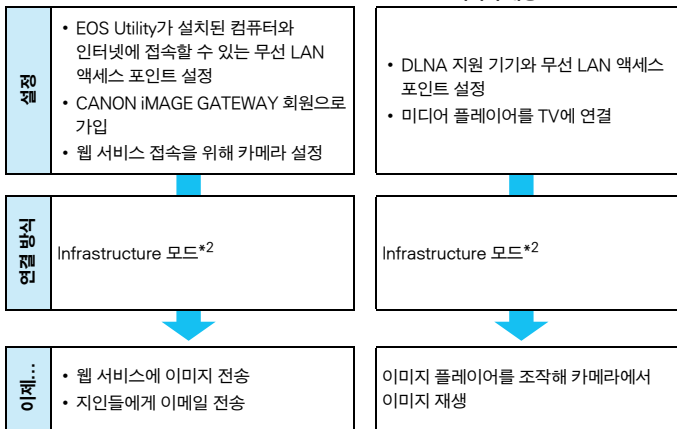 설정
• EOS Utility가 설치된 컴퓨터와
인터넷에 접속할 수 있는 무선 LAN
액세스 포인트 설정
• CANON iMAGE GATEWAY 회원으로
가입
• 웹 서비스 접속을 위해 카메라 설정
• DLNA 지원 기기와 무선 LAN 액세스
포인트 설정
• 미디어 플레이어를 TV에 연결
연결 방식
Infrastructure 모드*2
Infrastructure 모드*2
이제...
• 웹 서비스에 이미지 전송
• 지인들에게 이메일 전송
이미지 플레이어를 조작해 카메라에서
이미지 재생